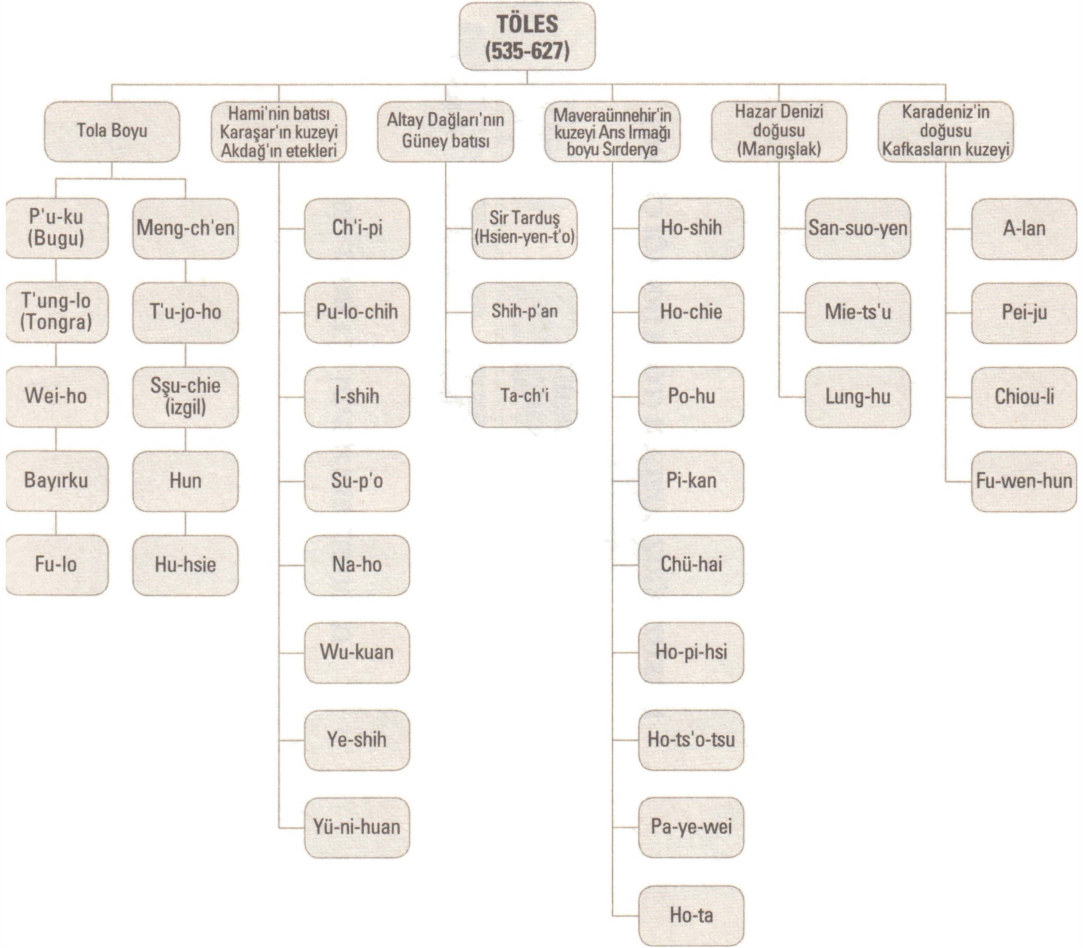 TÖLES
(535-627)
Tola Boyu
Hami'nin batısı
Karaşar'ın kuzeyi
Akdağ'ın etekleri
Altay Dağları'nın
Güney batısı
Maveraünnehir'in
kuzeyi Arıs Irmağı
boyu Sırderya
Hazar Denizi
doğusu
(Mangışlak)
Karadeniz'in
doğusu
Kafkasların kuzeyi
P'u-ku
(Bugu)
T'ung-lo
(Tongra)
Wei-ho
Bayırku
Fu-lo
Meng-ch'en
T'u-jo-ho
Sşu-chie
(izgil)
Hun
Hu-hsie
Ch'i-pi
Pu-lo-chih
İ-shih
Su-p'o
Na-ho
Wu-kuan
Ye-shih
Yü-ni-huan
Sir Tarduş
(Hsien-yen-t'o)
Shih-p'an
Ta-ch'i
Ho-shih
Ho-chie
Po-hu
Pi-kan
Chü-hai
Ho-pi-hsi
Ho-ts'o-tsu
Pa-ye-wei
Ho-ta
San-suo-yen
Mie-ts'u
Lung-hu
A-lan
Pei-ju
Chiou-li
Fu-wen-hun